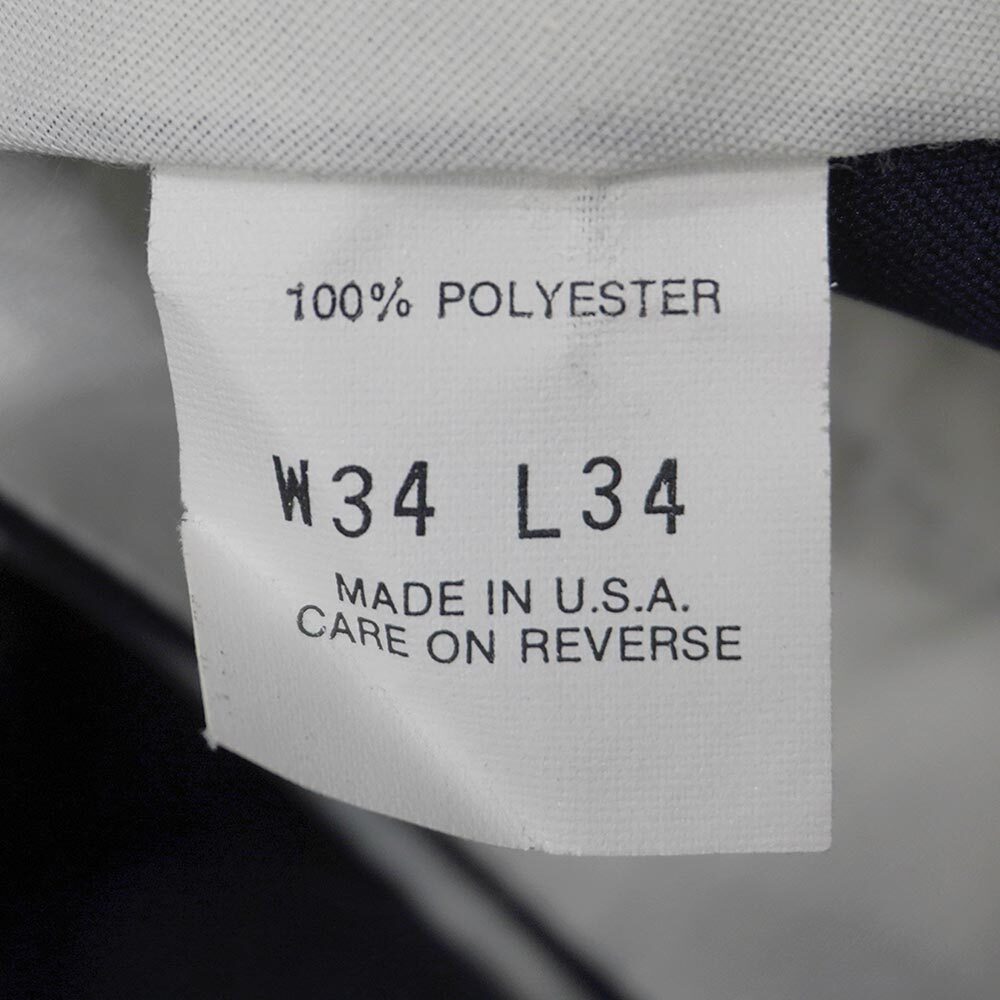 100% POLYESTER
W34 L34
MADE IN U.S.A.
CARE ON REVERSE